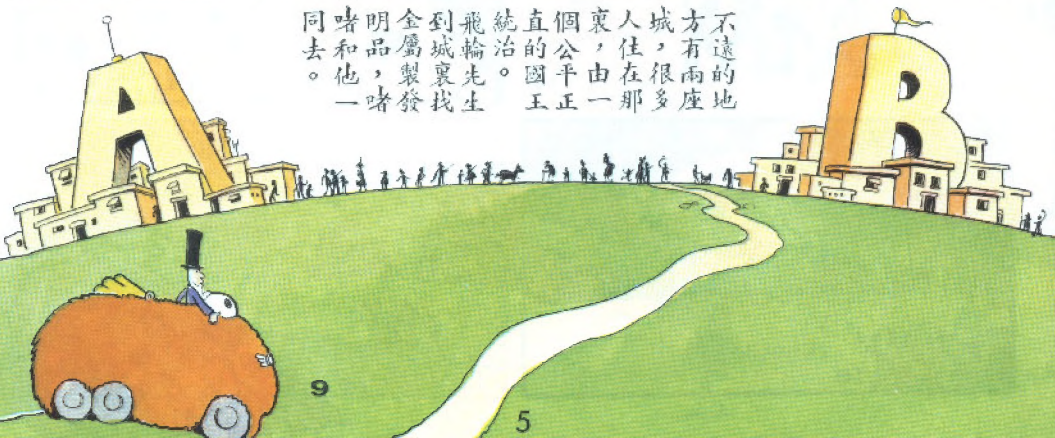 不遠的地
方有兩座
城，很多
人住在那
裏，由一
個公平正
直的國王
統治。
飛輪先生
到城裏找
金屬製發
明品，啫
啫和他一
同去。
A
B
9
5